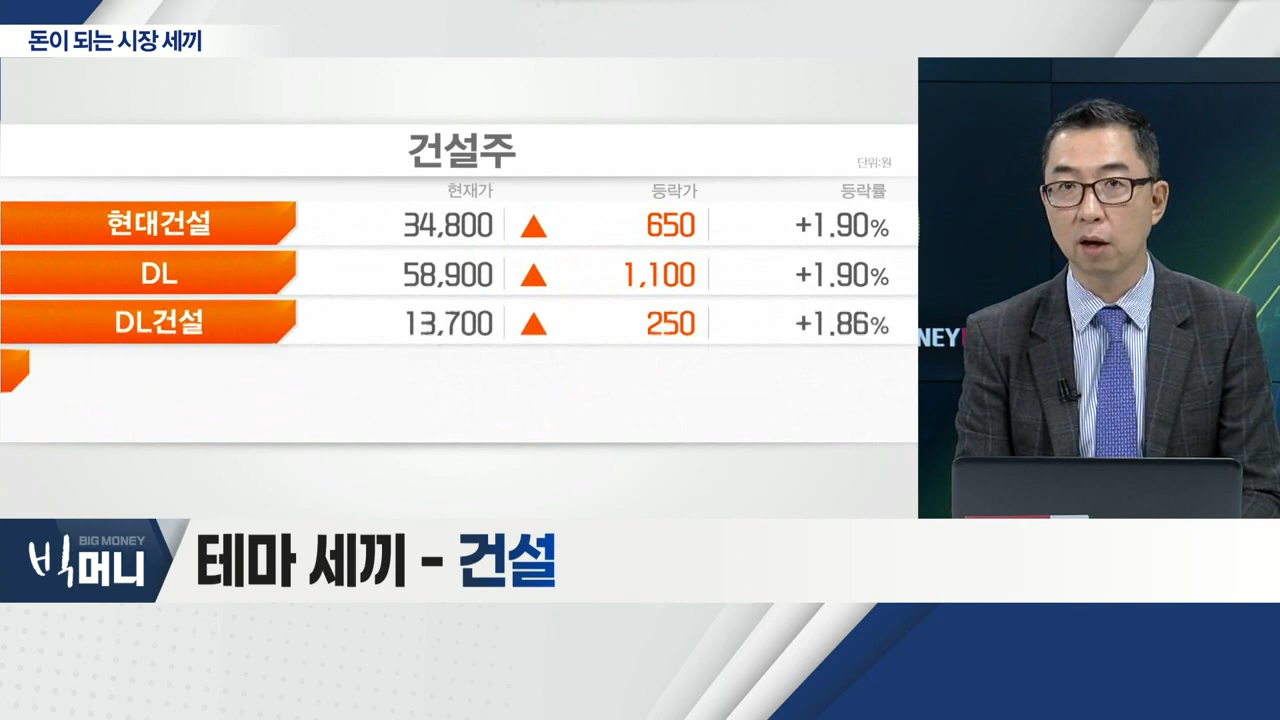 돈이 되는 시장 세끼
건설주
단위:원
현재가 등락가 등락률
현대건설 34,800 ▲ 650 +1.90%
DL 58,900 ▲ 1,100 +1.90%
DL건설 13,700 ▲ 250 +1.86%
NEY
BIG MONEY
빅머니
테마 세끼 - 건설